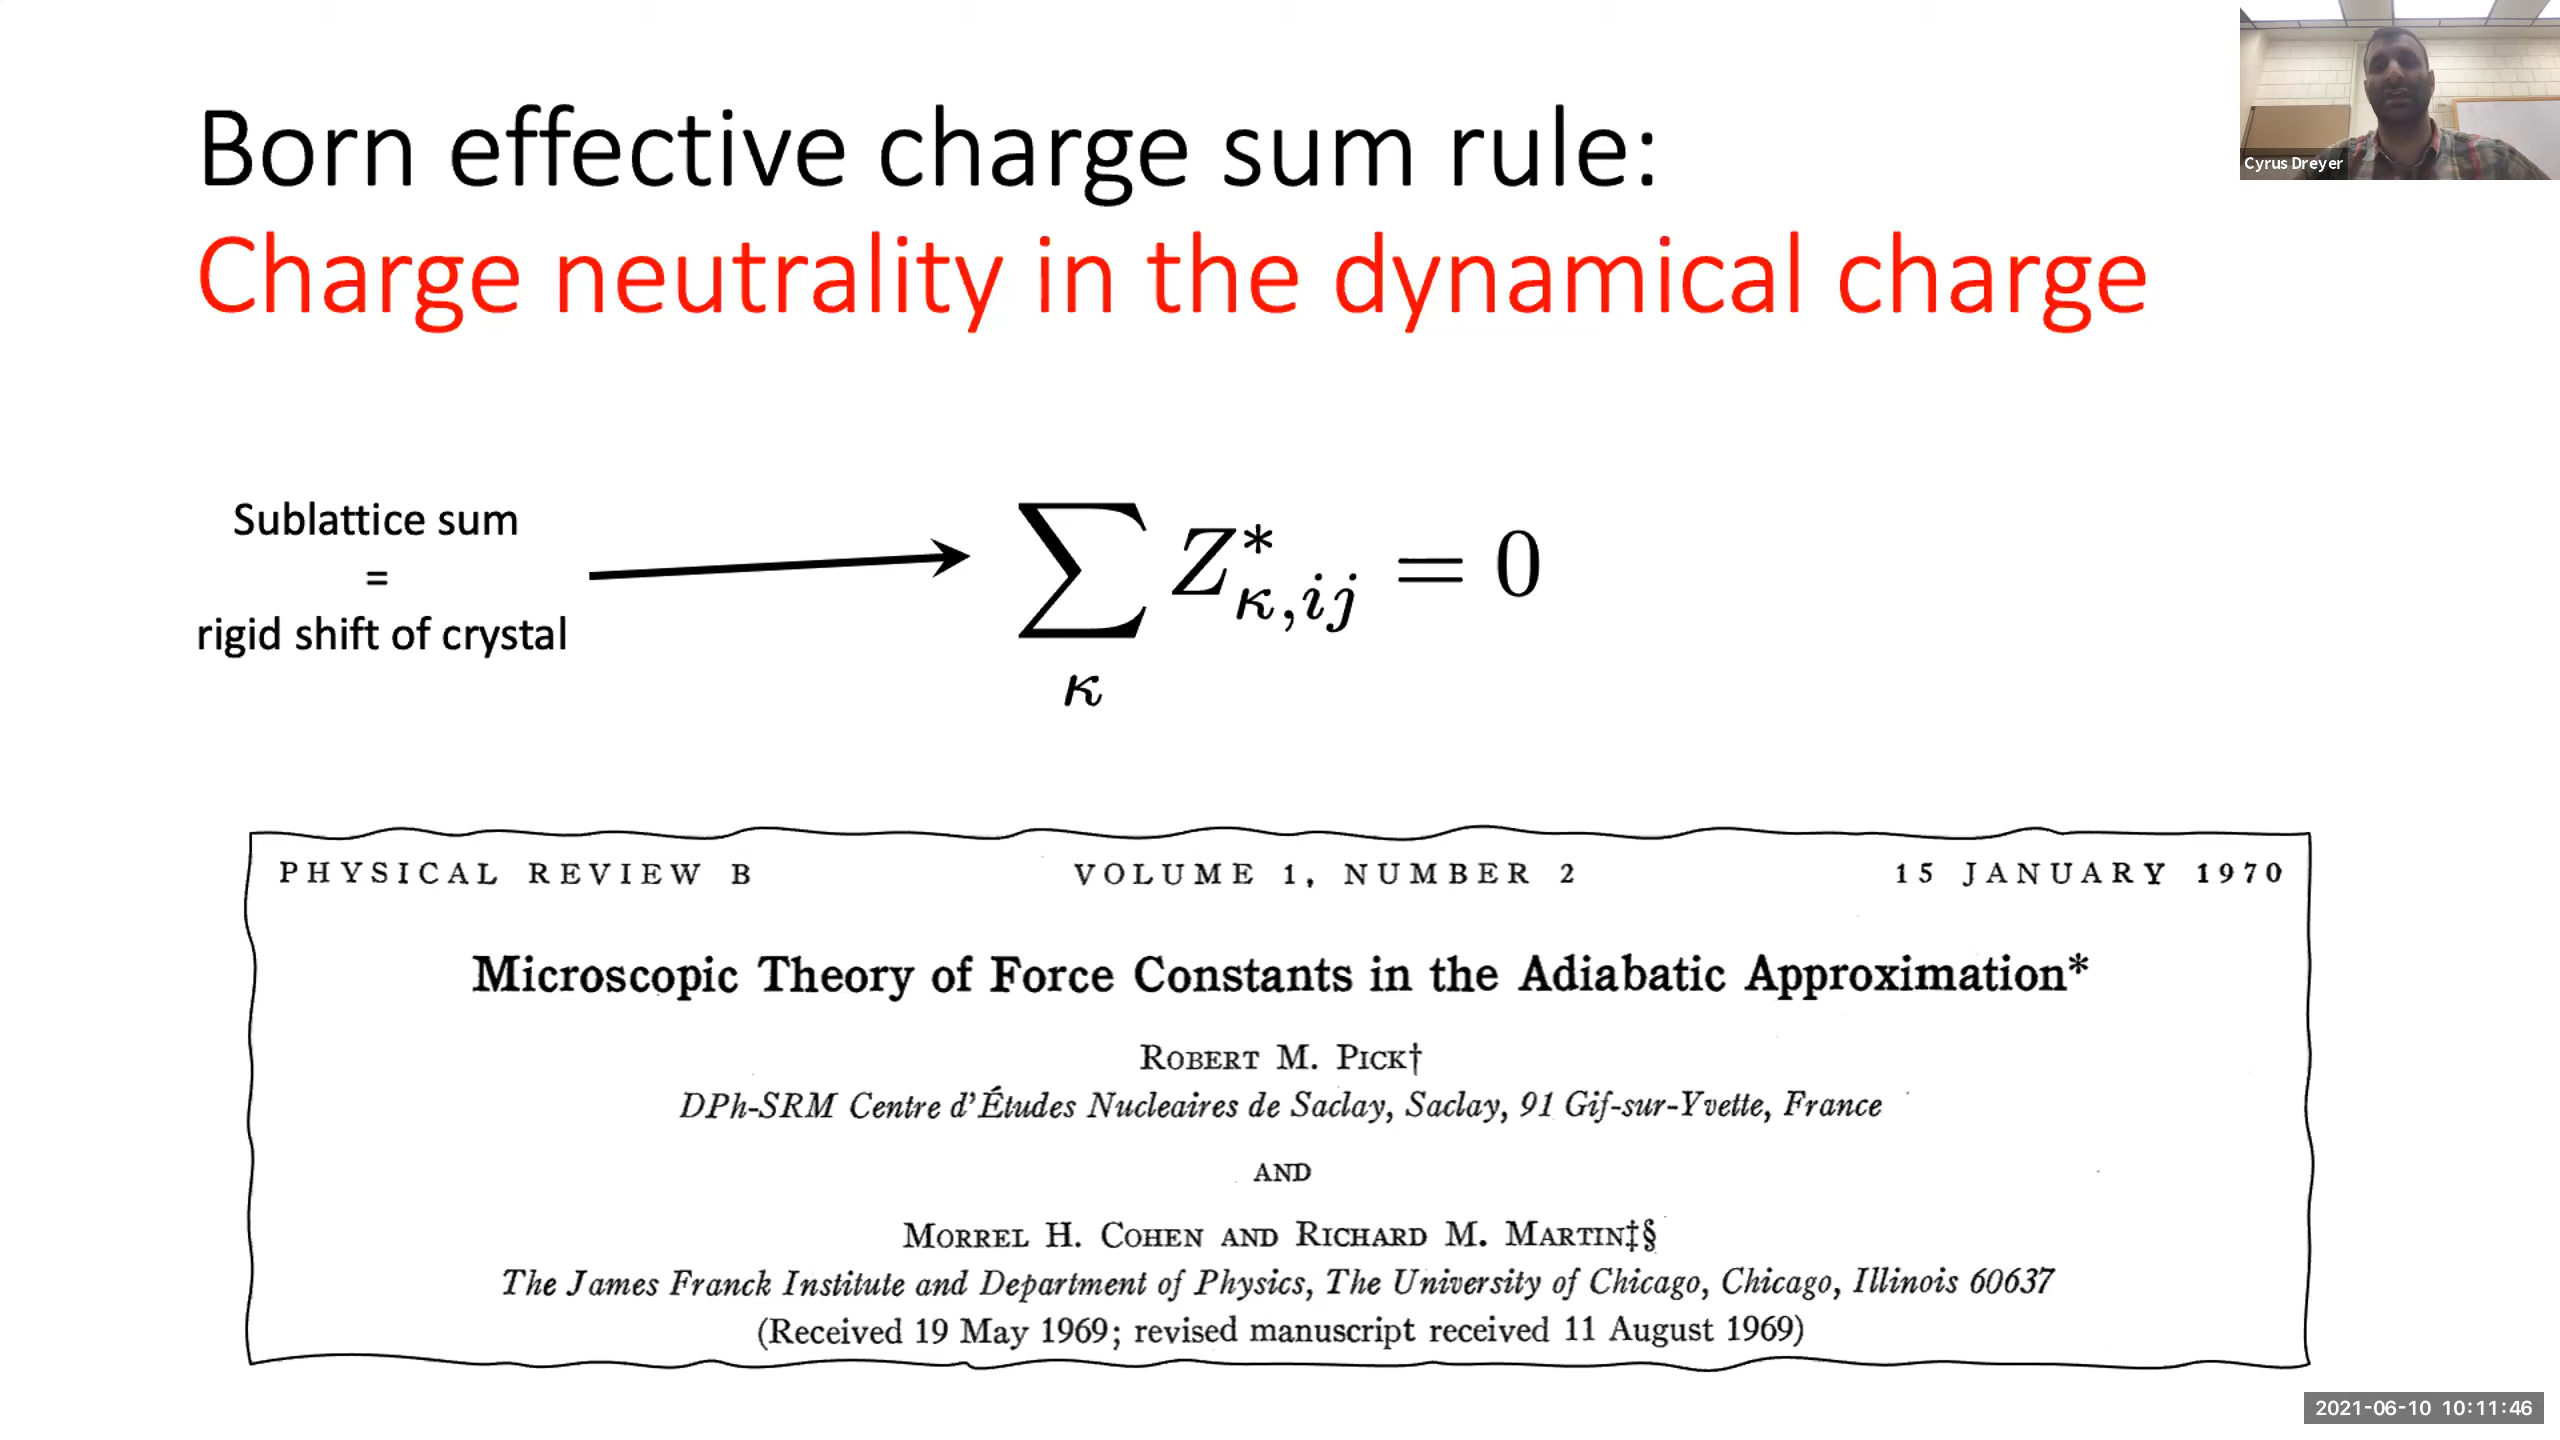 Born effective charge sum rule:
Charge neutrality in the dynamical charge
Cyrus Dreyer
Sublattice sum
=
rigid shift of crystal
∑_κ Z*_{κ,ij} = 0
PHYSICAL REVIEW B VOLUME 1, NUMBER 2 15 JANUARY 1970
Microscopic Theory of Force Constants in the Adiabatic Approximation*
ROBERT M. PICK†
DPh-SRM Centre d'Études Nucleaires de Saclay, Saclay, 91 Gif-sur-Yvette, France
AND
MORREL H. COHEN AND RICHARD M. MARTIN‡§
The James Franck Institute and Department of Physics, The University of Chicago, Chicago, Illinois 60637
(Received 19 May 1969; revised manuscript received 11 August 1969)
2021-06-10 10:11:46